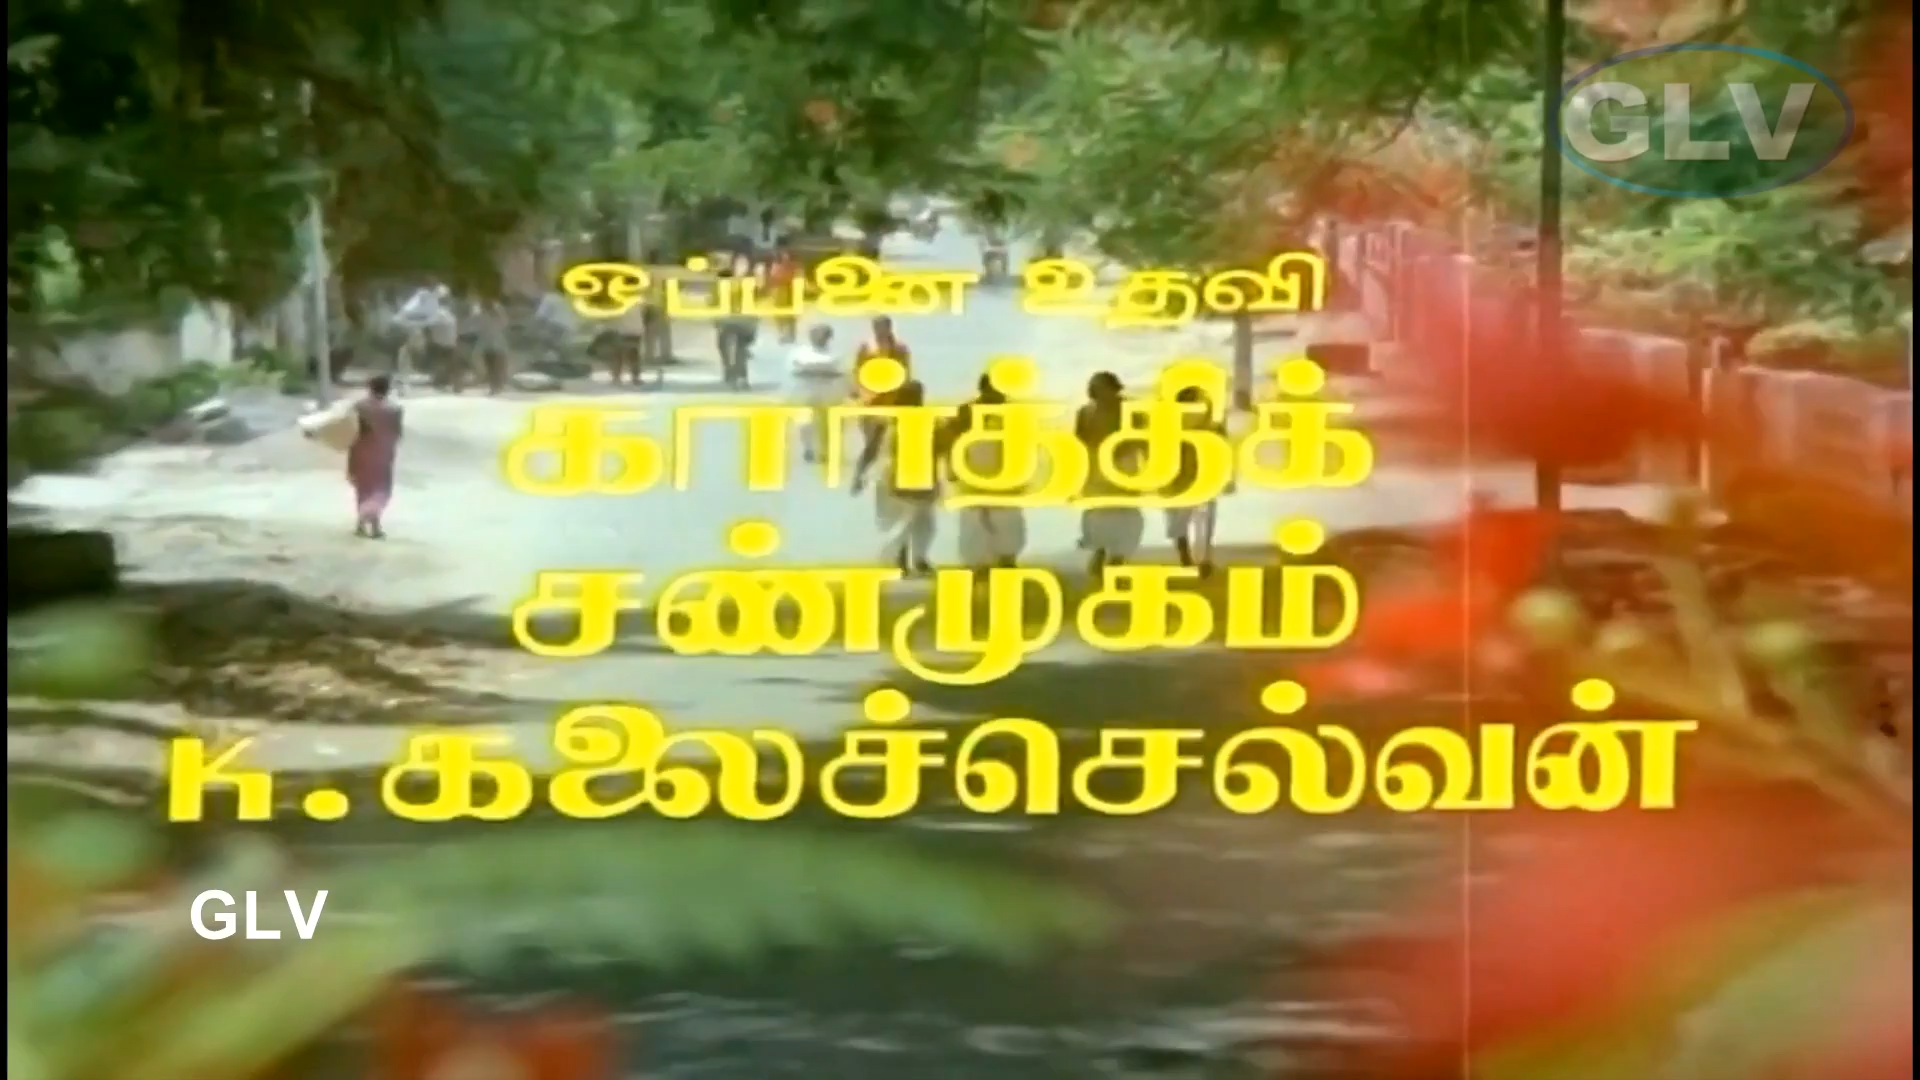 GLV
ஒப்பனை உதவி
கார்த்திக்
சண்முகம்
K. கலைச்செல்வன்
GLV